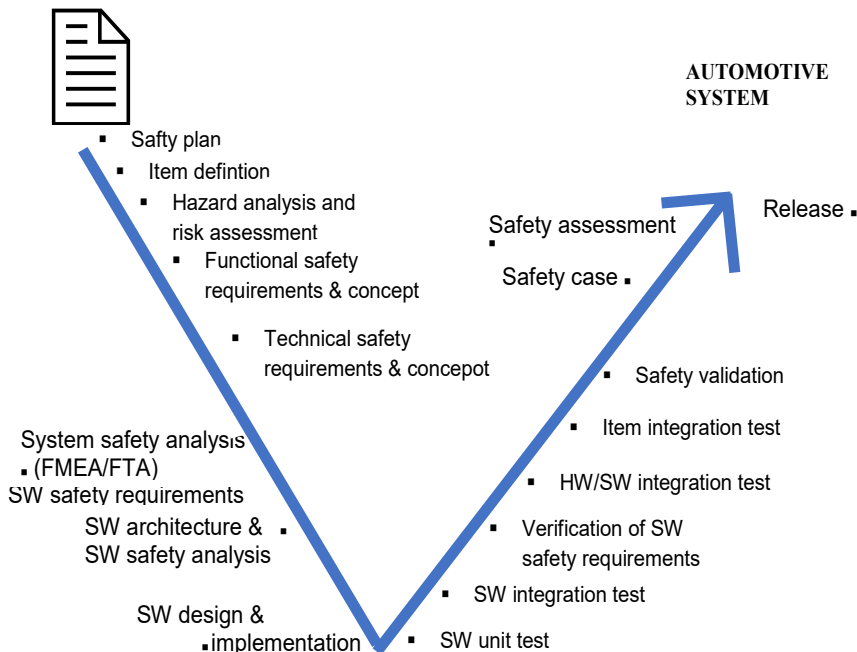 AUTOMOTIVE
SYSTEM
▪ Safty plan
▪ Item defintion
▪ Hazard analysis and
risk assessment
▪ Functional safety
requirements & concept
▪ Technical safety
requirements & concepot
System safety analysis
▪ (FMEA/FTA)
SW safety requirements
SW architecture & ▪
SW safety analysis
SW design &
▪ implementation
▪ SW unit test
▪ SW integration test
▪ Verification of SW
safety requirements
▪ HW/SW integration test
▪ Item integration test
▪ Safety validation
Safety case ▪
Safety assessment
▪
Release ▪